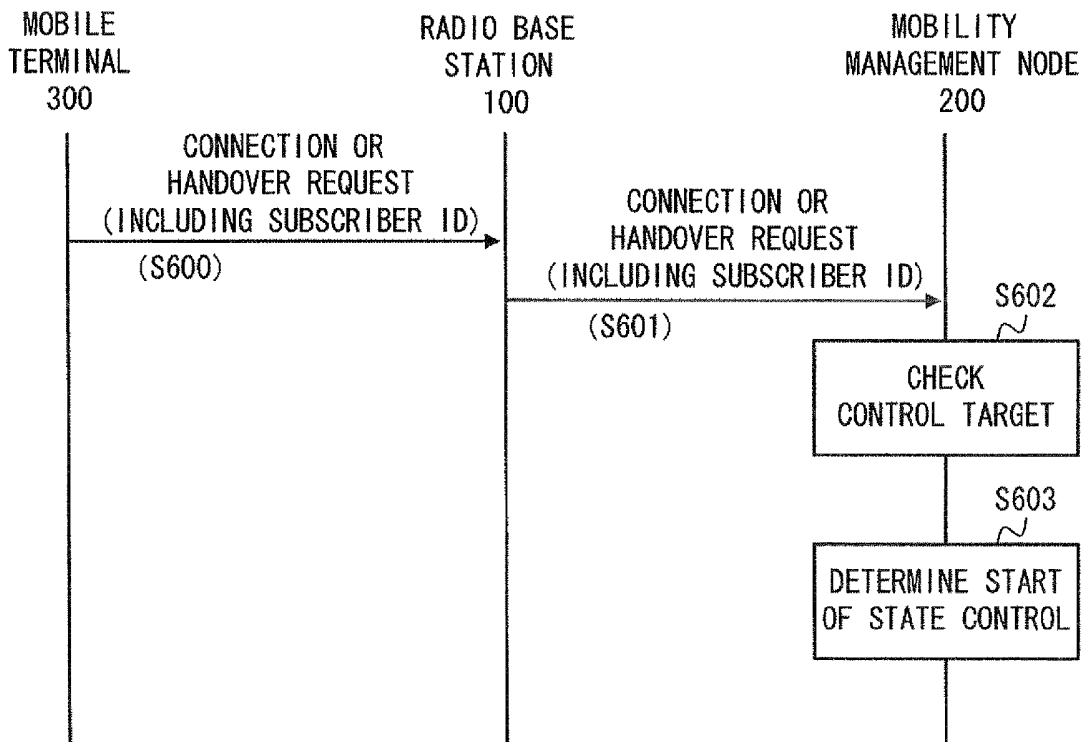 MOBILE
TERMINAL
300
RADIO BASE
STATION
100
MOBILITY
MANAGEMENT NODE
200
CONNECTION OR
HANDOVER REQUEST
(INCLUDING SUBSCRIBER ID)
(S600)
CONNECTION OR
HANDOVER REQUEST
(INCLUDING SUBSCRIBER ID)
(S601)
S602
CHECK
CONTROL TARGET
S603
DETERMINE START
OF STATE CONTROL